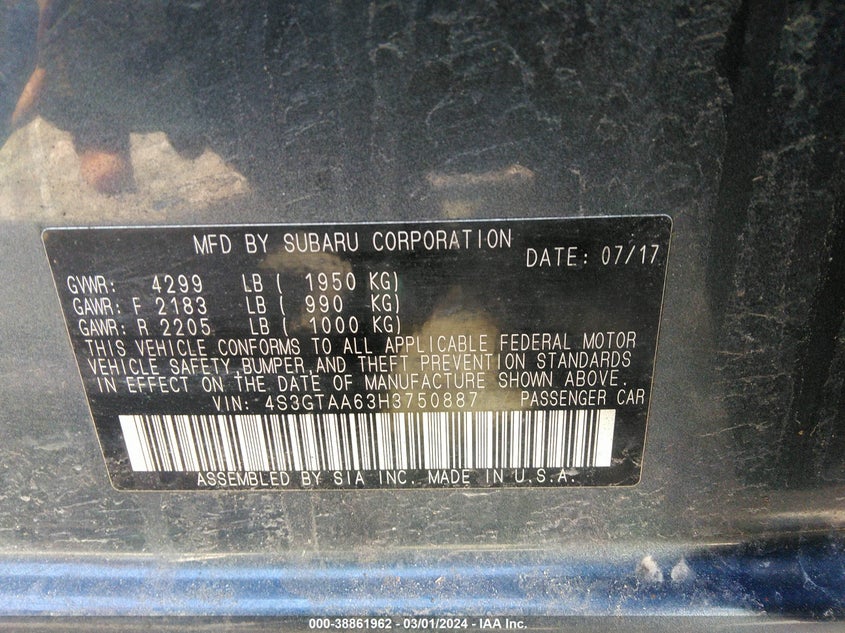 MFD BY SUBARU CORPORATION DATE: 07/17
GVWR: 4299 LB ( 1950 KG)
GAWR: F 2183 LB ( 990 KG)
GAWR: R 2205 LB ( 1000 KG)
THIS VEHICLE CONFORMS TO ALL APPLICABLE FEDERAL MOTOR
VEHICLE SAFETY,BUMPER,AND THEFT PREVENTION STANDARDS
IN EFFECT ON THE DATE OF MANUFACTURE SHOWN ABOVE.
VIN: 4S3GTAA63H3750887 PASSENGER CAR
ASSEMBLED BY SIA INC. MADE IN U.S.A.
000-38861962 - 03/01/2024 - IAA Inc.